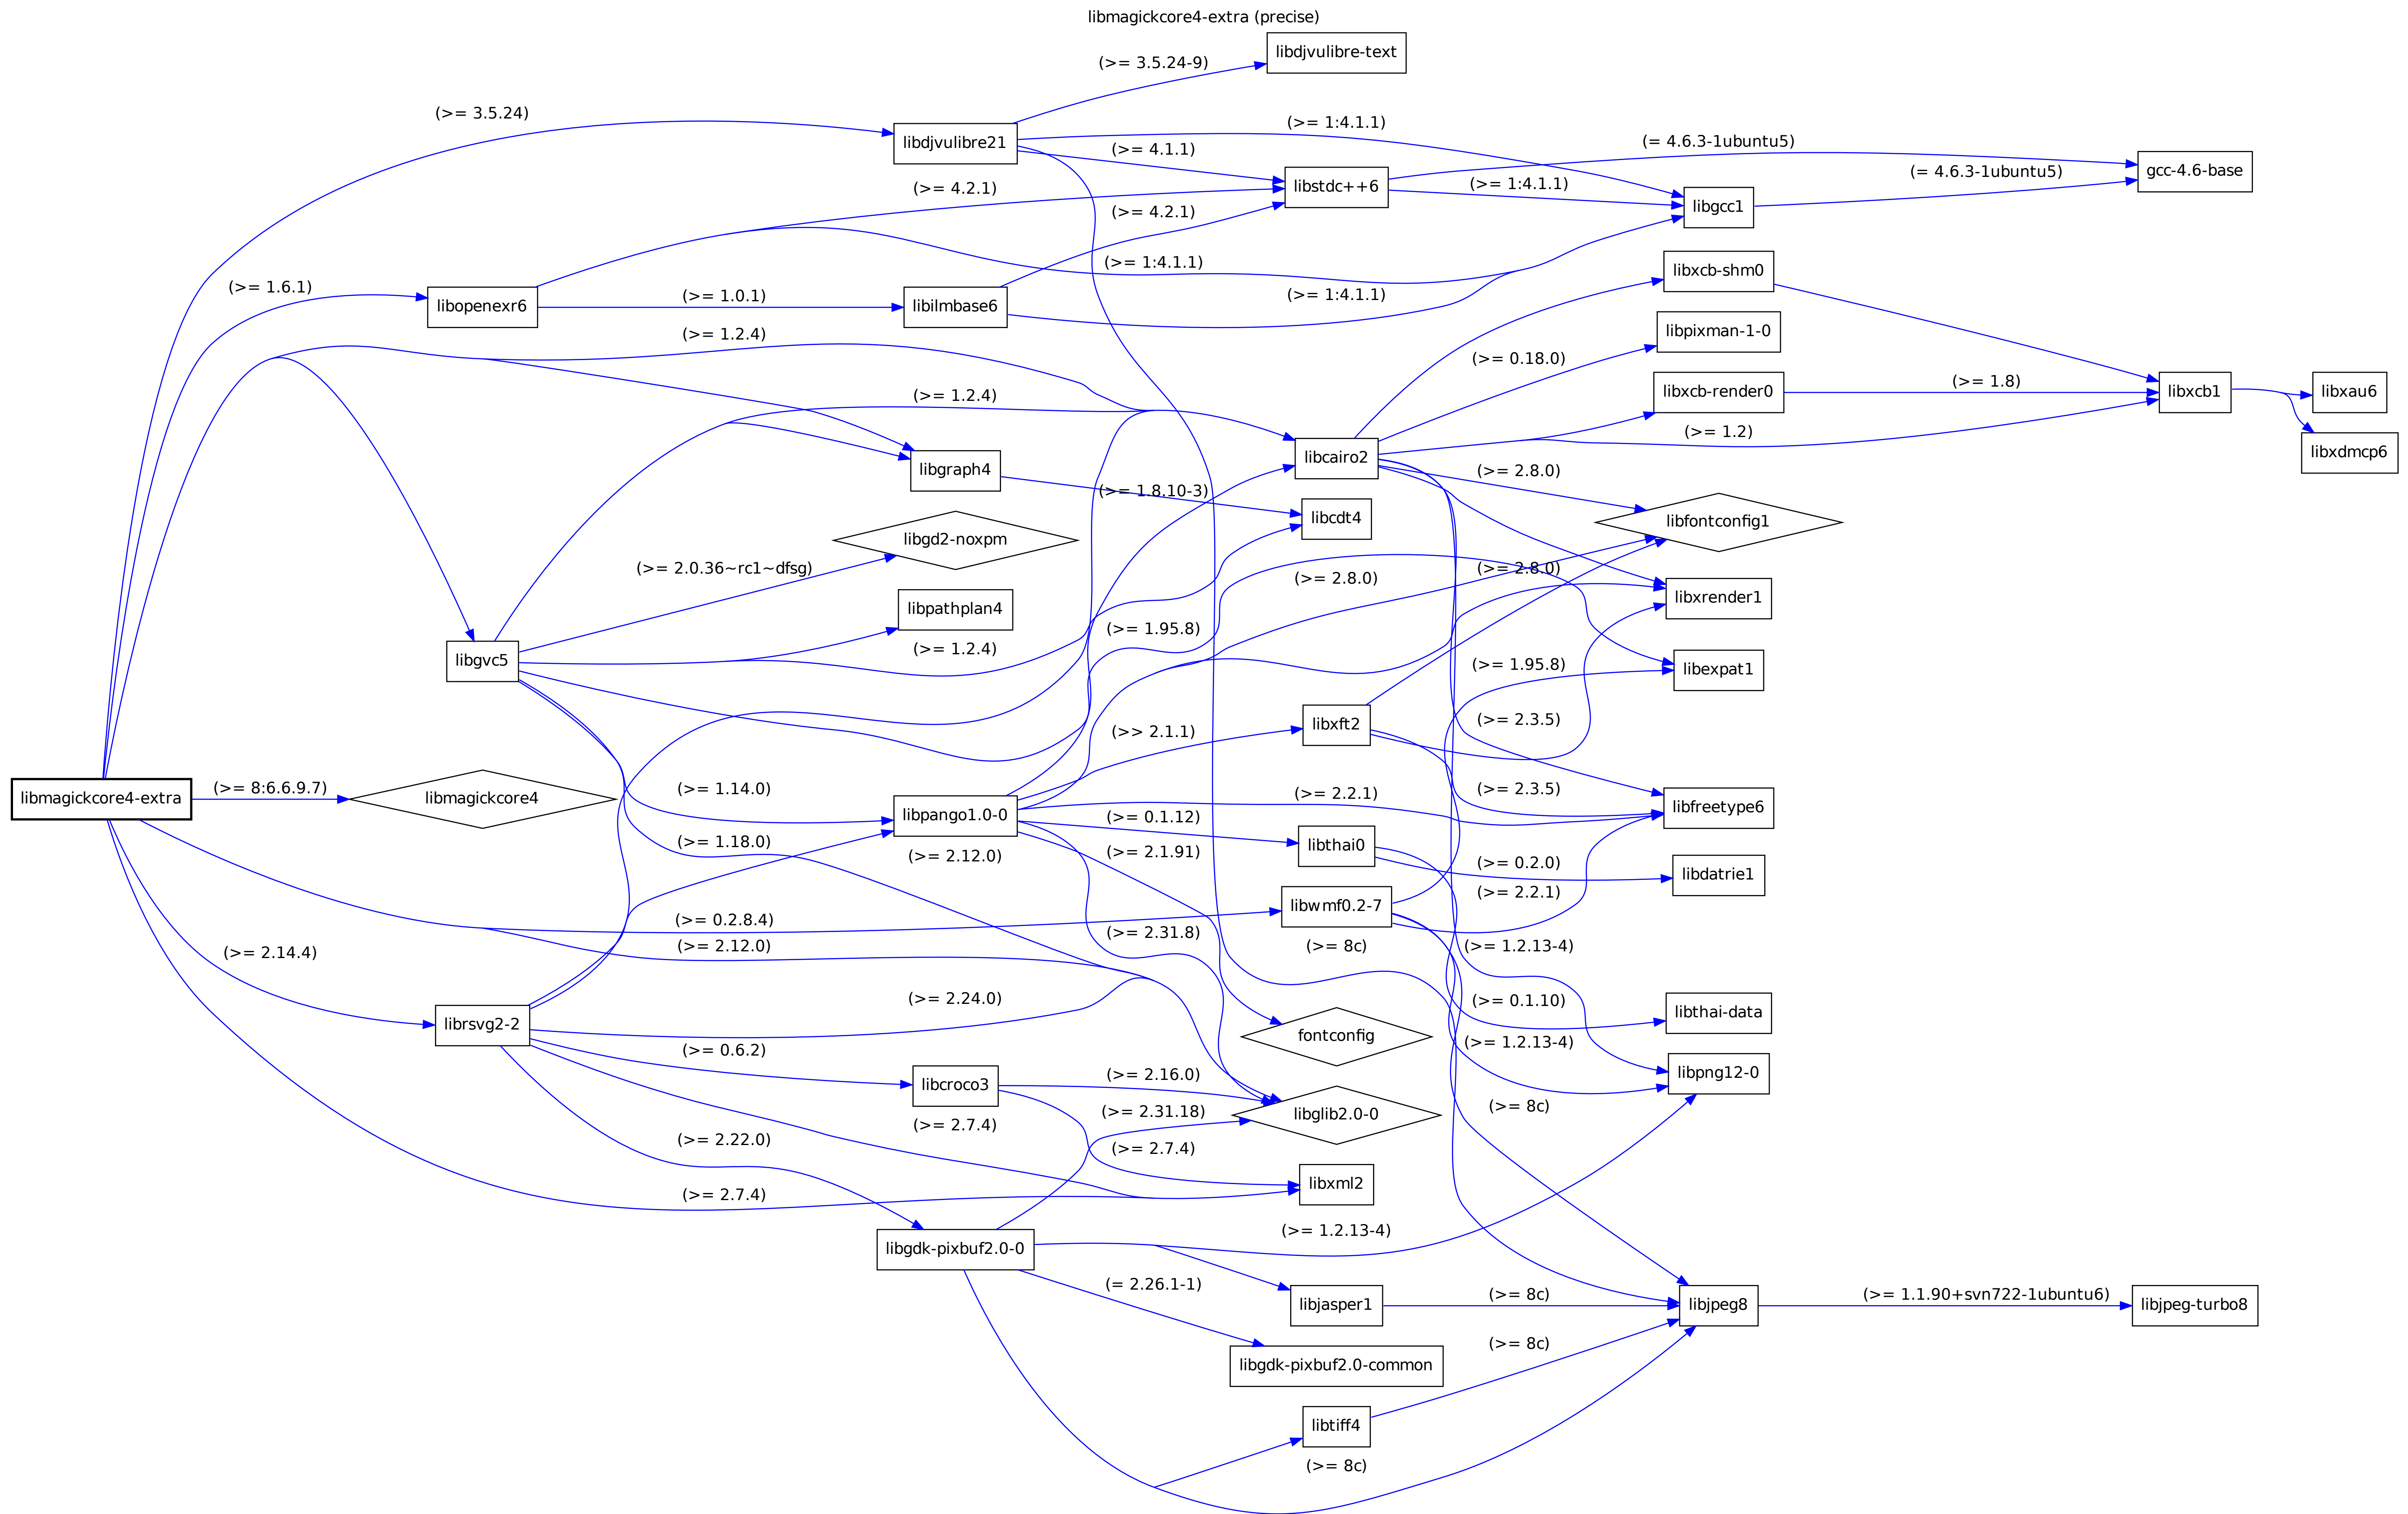 libmagickcore4-extra (precise)
libdjvulibre-text
(>= 3.5.24-9)
(>= 3.5.24)
libdjvulibre21
(>= 1:4.1.1)
(>= 4.1.1)
(= 4.6.3-1ubuntu5)
gcc-4.6-base
(= 4.6.3-1ubuntu5)
libstdc++6
(>= 1:4.1.1)
(>= 4.2.1)
(>= 4.2.1)
libgcc1
(>= 1:4.1.1)
libxcb-shm0
(>= 1.6.1)
libopenexr6
(>= 1.0.1)
libilmbase6
(>= 1:4.1.1)
(>= 1.2.4)
libpixman-1-0
(>= 0.18.0)
(>= 1.2.4)
libxcb-render0
(>= 1.8)
libxcb1
libxau6
(>= 1.2)
libxdmcp6
libcairo2
libgraph4
(>= 2.8.0)
(>= 1.8.10-3)
libcdt4
libfontconfig1
libgd2-noxpm
(>= 2.0.36~rc1~dfsg)
(>= 2.8.0)
(>= 2.8.0)
libxrender1
libpathplan4
(>= 1.95.8)
(>= 1.2.4)
libgvc5
(>= 1.95.8)
libexpat1
(>> 2.1.1)
libxft2
(>= 2.3.5)
libmagickcore4-extra
(>= 8:6.6.9.7)
libmagickcore4
(>= 1.14.0)
(>= 2.2.1)
(>= 2.3.5)
libfreetype6
libpango1.0-0
(>= 0.1.12)
(>= 1.18.0)
(>= 2.12.0)
(>= 2.1.91)
libthai0
(>= 0.2.0)
libdatrie1
(>= 2.2.1)
libwmf0.2-7
(>= 0.2.8.4)
(>= 2.12.0)
(>= 2.31.8)
(>= 8c)
(>= 1.2.13-4)
(>= 2.14.4)
(>= 2.24.0)
(>= 0.1.10)
libthai-data
librsvg2-2
fontconfig
(>= 1.2.13-4)
(>= 0.6.2)
libcroco3
(>= 2.16.0)
libpng12-0
(>= 2.31.18)
libglib2.0-0
(>= 8c)
(>= 2.7.4)
(>= 2.22.0)
(>= 2.7.4)
libxml2
(>= 2.7.4)
(>= 1.2.13-4)
libgdk-pixbuf2.0-0
(= 2.26.1-1)
libjasper1
(>= 8c)
libjpeg8
(>= 1.1.90+svn722-1ubuntu6)
libjpeg-turbo8
(>= 8c)
libgdk-pixbuf2.0-common
libtiff4
(>= 8c)